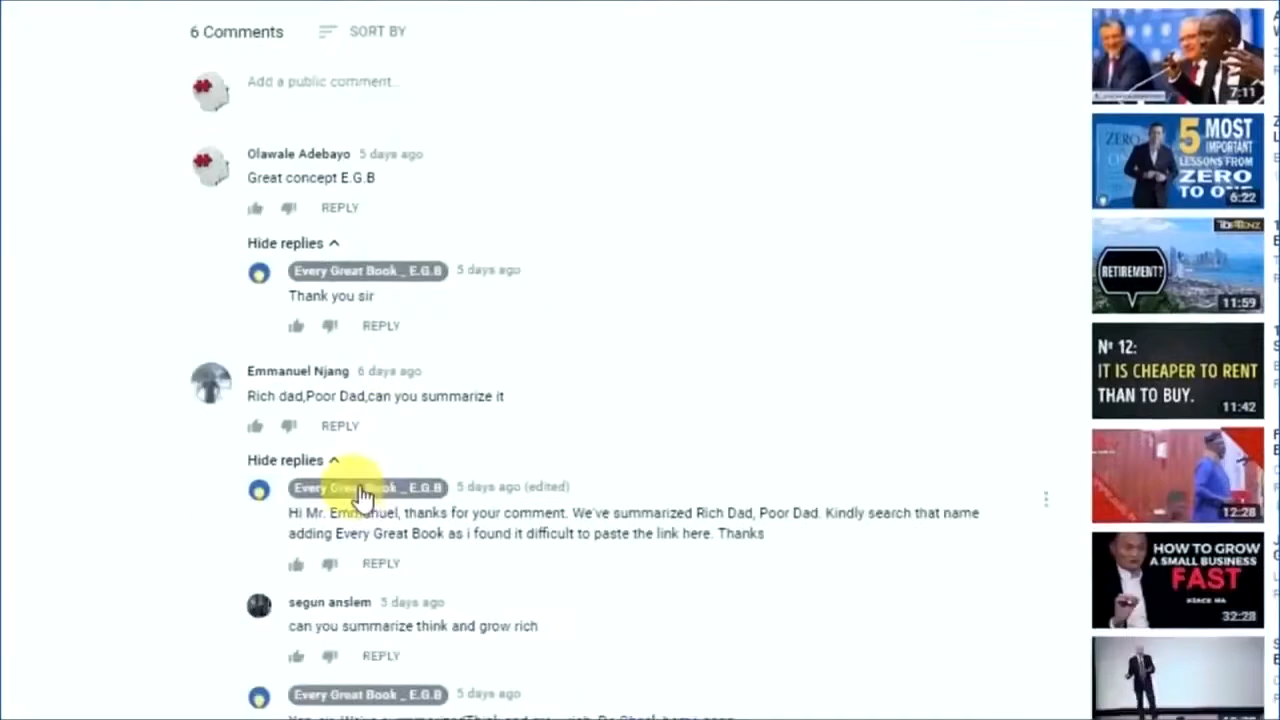 6 Comments
SORT BY
Add a public comment...
Olawale Adebayo 5 days ago
Great concept E.G.B
REPLY
Hide replies
Every Great Book _ E.G.B 5 days ago
Thank you sir
REPLY
Emmanuel Njang 6 days ago
Rich dad,Poor Dad,can you summarize it
REPLY
Hide replies
Every Great Book _ E.G.B 5 days ago (edited)
Hi Mr. Emmanuel, thanks for your comment. We've summarized Rich Dad, Poor Dad. Kindly search that name
adding Every Great Book as i found it difficult to paste the link here. Thanks
REPLY
segun anslem 5 days ago
can you summarize think and grow rich
REPLY
Every Great Book _ E.G.B 5 days ago
7:11
ZERO
5 MOST
IMPORTANT
LESSONS FROM
ZERO
TO ONE
6:22
TOPTENZ
RETIREMENT?
11:59
Nº 12:
IT IS CHEAPER TO RENT
THAN TO BUY.
11:42
12:28
HOW TO GROW
A SMALL BUSINESS
FAST
32:28